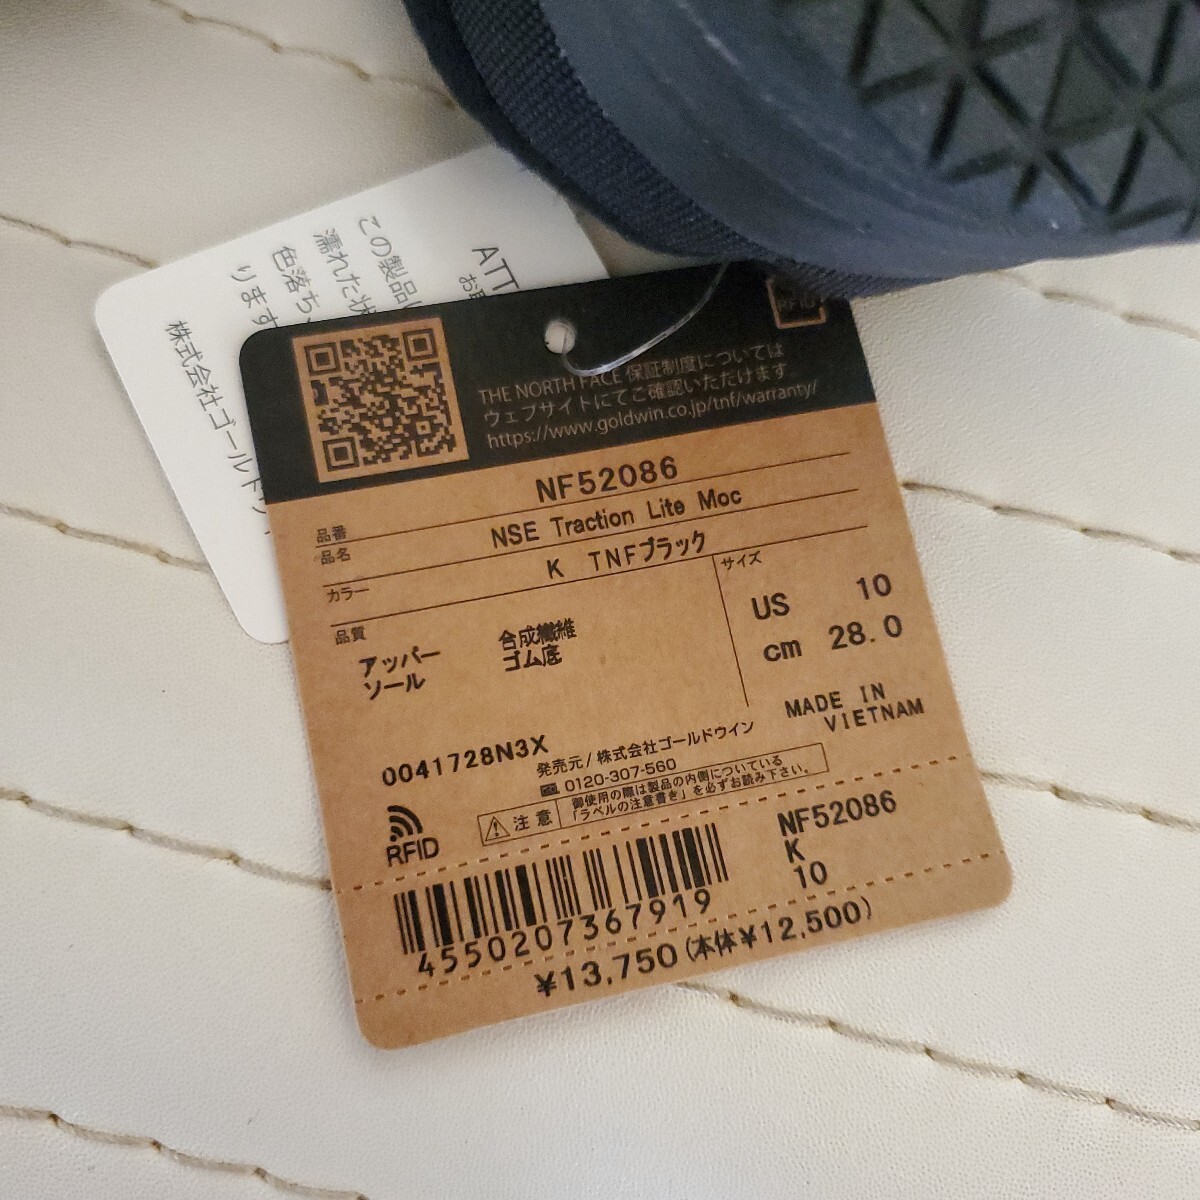 ATT
この製品
濡れた状
色落ち、
ります
株式会社ゴールドウ
RFID
THE NORTH FACE 保証制度については
ウェブサイトにてご確認いただけます
https://www.goldwin.co.jp/tnf/warranty/
品番 NF52086
品名 NSE Traction Lite Moc
カラー K TNFブラック
品質
アッパー 合成繊維
ソール ゴム底
サイズ
US 10
cm 28.0
MADE IN
VIETNAM
0041728N3X
発売元/株式会社ゴールドウイン
0120-307-560
注意
御使用の際は製品の内側についている
「ラベルの注意書き」を必ずお読み下さい。
RFID
NF52086
K
10
4550207367919
¥13,750(本体¥12,500)